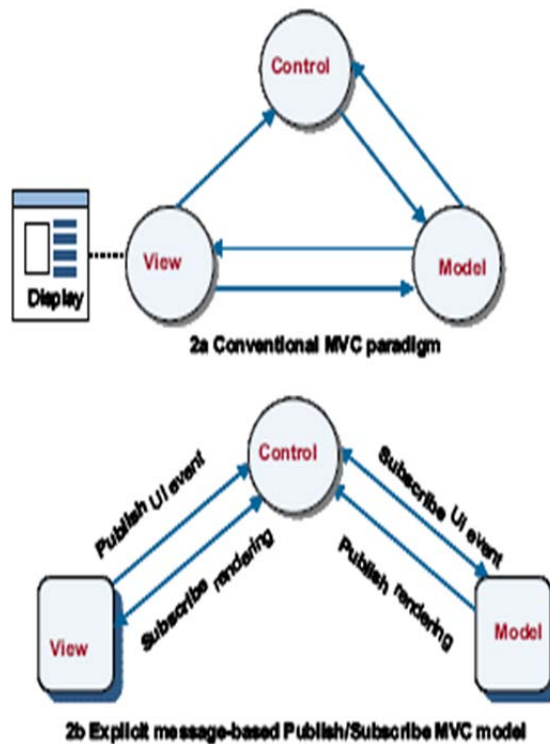 Control
View
Model
Display
2a Conventional MVC paradigm
Control
Publish UI event
Subscribe rendering
Subscribe UI event
Publish rendering
View
Model
2b Explicit message-based Publish/Subscribe MVC model